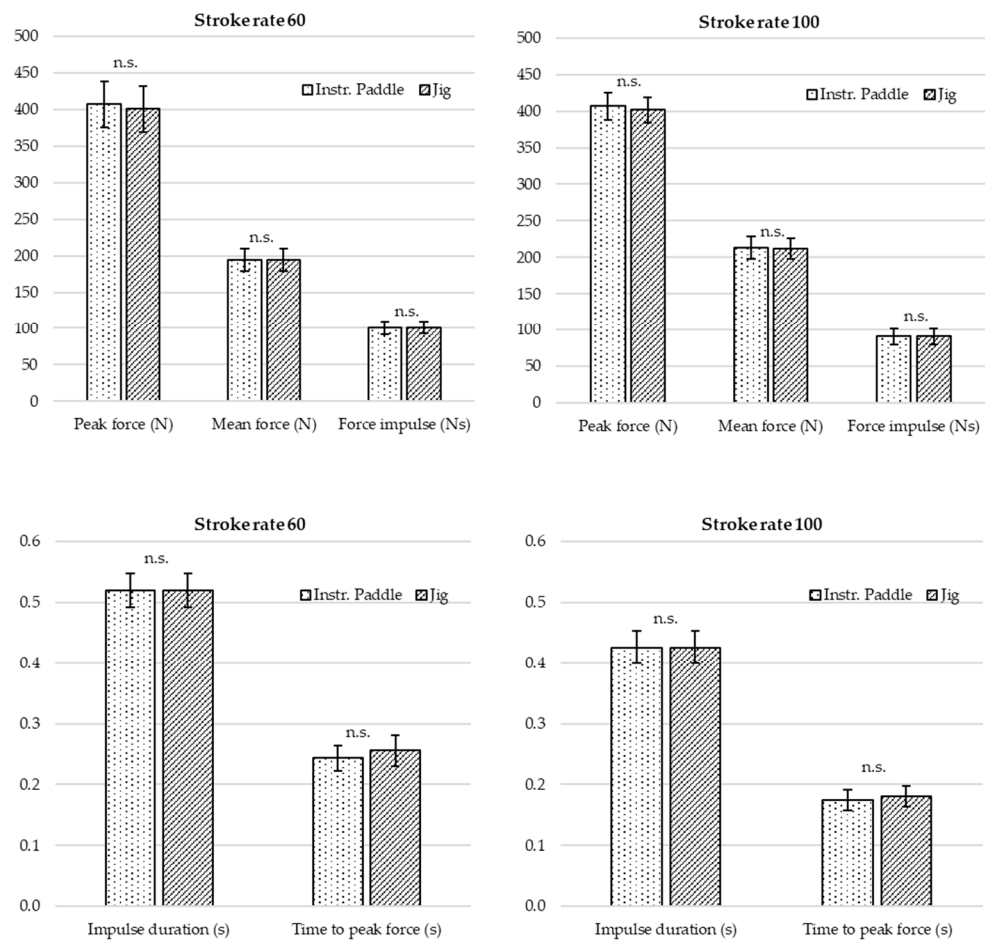 Stroke rate 60
500
450
400
350
300
250
200
150
100
50
0
n.s.
Instr. Paddle Jig
n.s.
n.s.
Peak force (N) Mean force (N) Force impulse (Ns)
Stroke rate 100
500
450
400
350
300
250
200
150
100
50
0
n.s.
Instr. Paddle Jig
n.s.
n.s.
Peak force (N) Mean force (N) Force impulse (Ns)
Stroke rate 60
0.6
0.5
0.4
0.3
0.2
0.1
0.0
n.s.
Instr. Paddle Jig
n.s.
Impulse duration (s) Time to peak force (s)
Stroke rate 100
0.6
0.5
0.4
0.3
0.2
0.1
0.0
Instr. Paddle Jig
n.s.
n.s.
Impulse duration (s) Time to peak force (s)